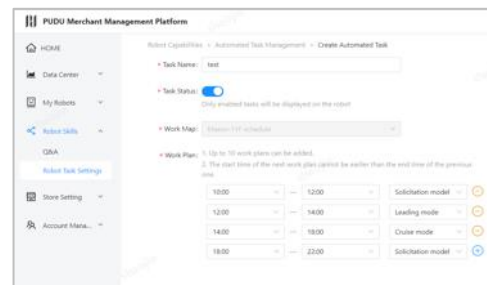 PUDU Merchant Management Platform
HOME
Data Center
My Robots
Robot Skills
Q&A
Robot Task Settings
Store Setting
Account Mana...
Robot Capabilities > Automated Task Management > Create Automated Task
* Task Name: test
* Task Status:
Only enabled tasks will be displayed on the robot
* Work Map:
* Work Plan: 1. Up to 10 work plans can be added.
2. The start time of the next work plan cannot be earlier than the end time of the previous
one.
10:00 — 12:00 Solicitation model
12:00 — 14:00 Leading mode
14:00 — 18:00 Cruise mode
18:00 — 22:00 Solicitation model